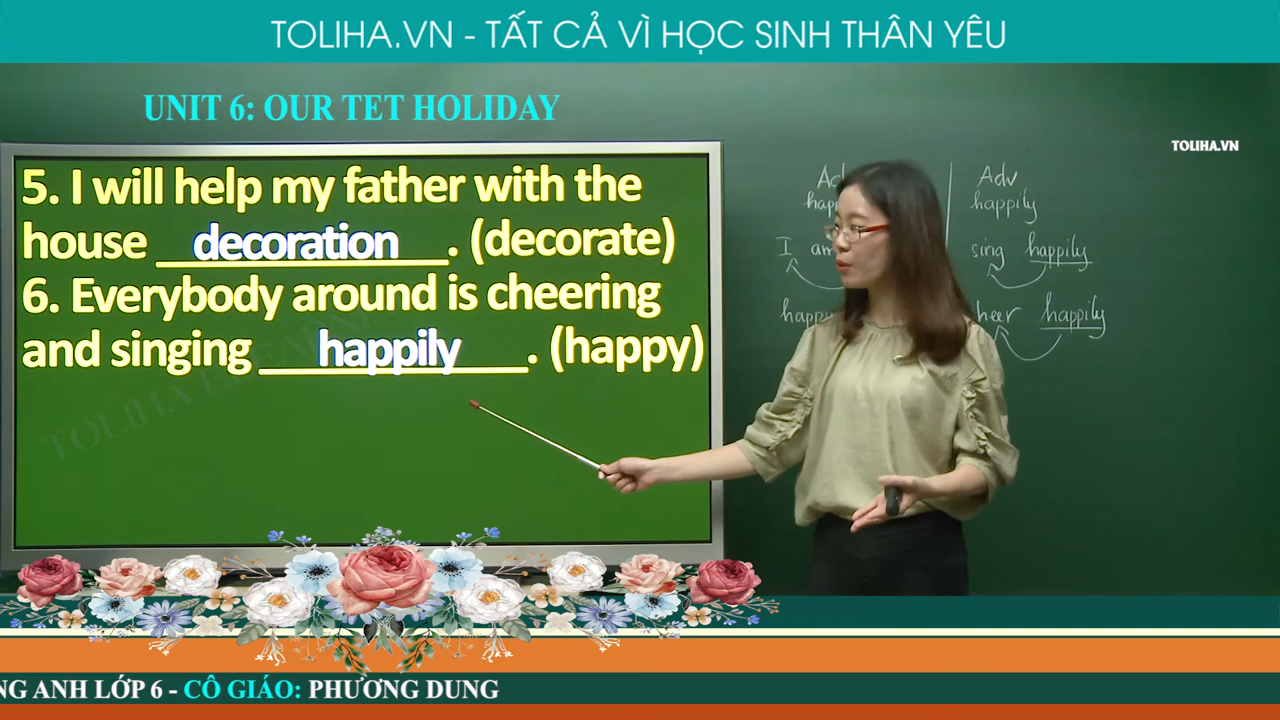 TOLIHA.VN - TẤT CẢ VÌ HỌC SINH THÂN YÊU
UNIT 6: OUR TET HOLIDAY
TOLIHA.VN
5. I will help my father with the
house decoration. (decorate)
6. Everybody around is cheering
and singing happily. (happy)
Adv
happily
I
sing happily
happily
NG ANH LỚP 6 - CÔ GIÁO: PHƯƠNG DUNG